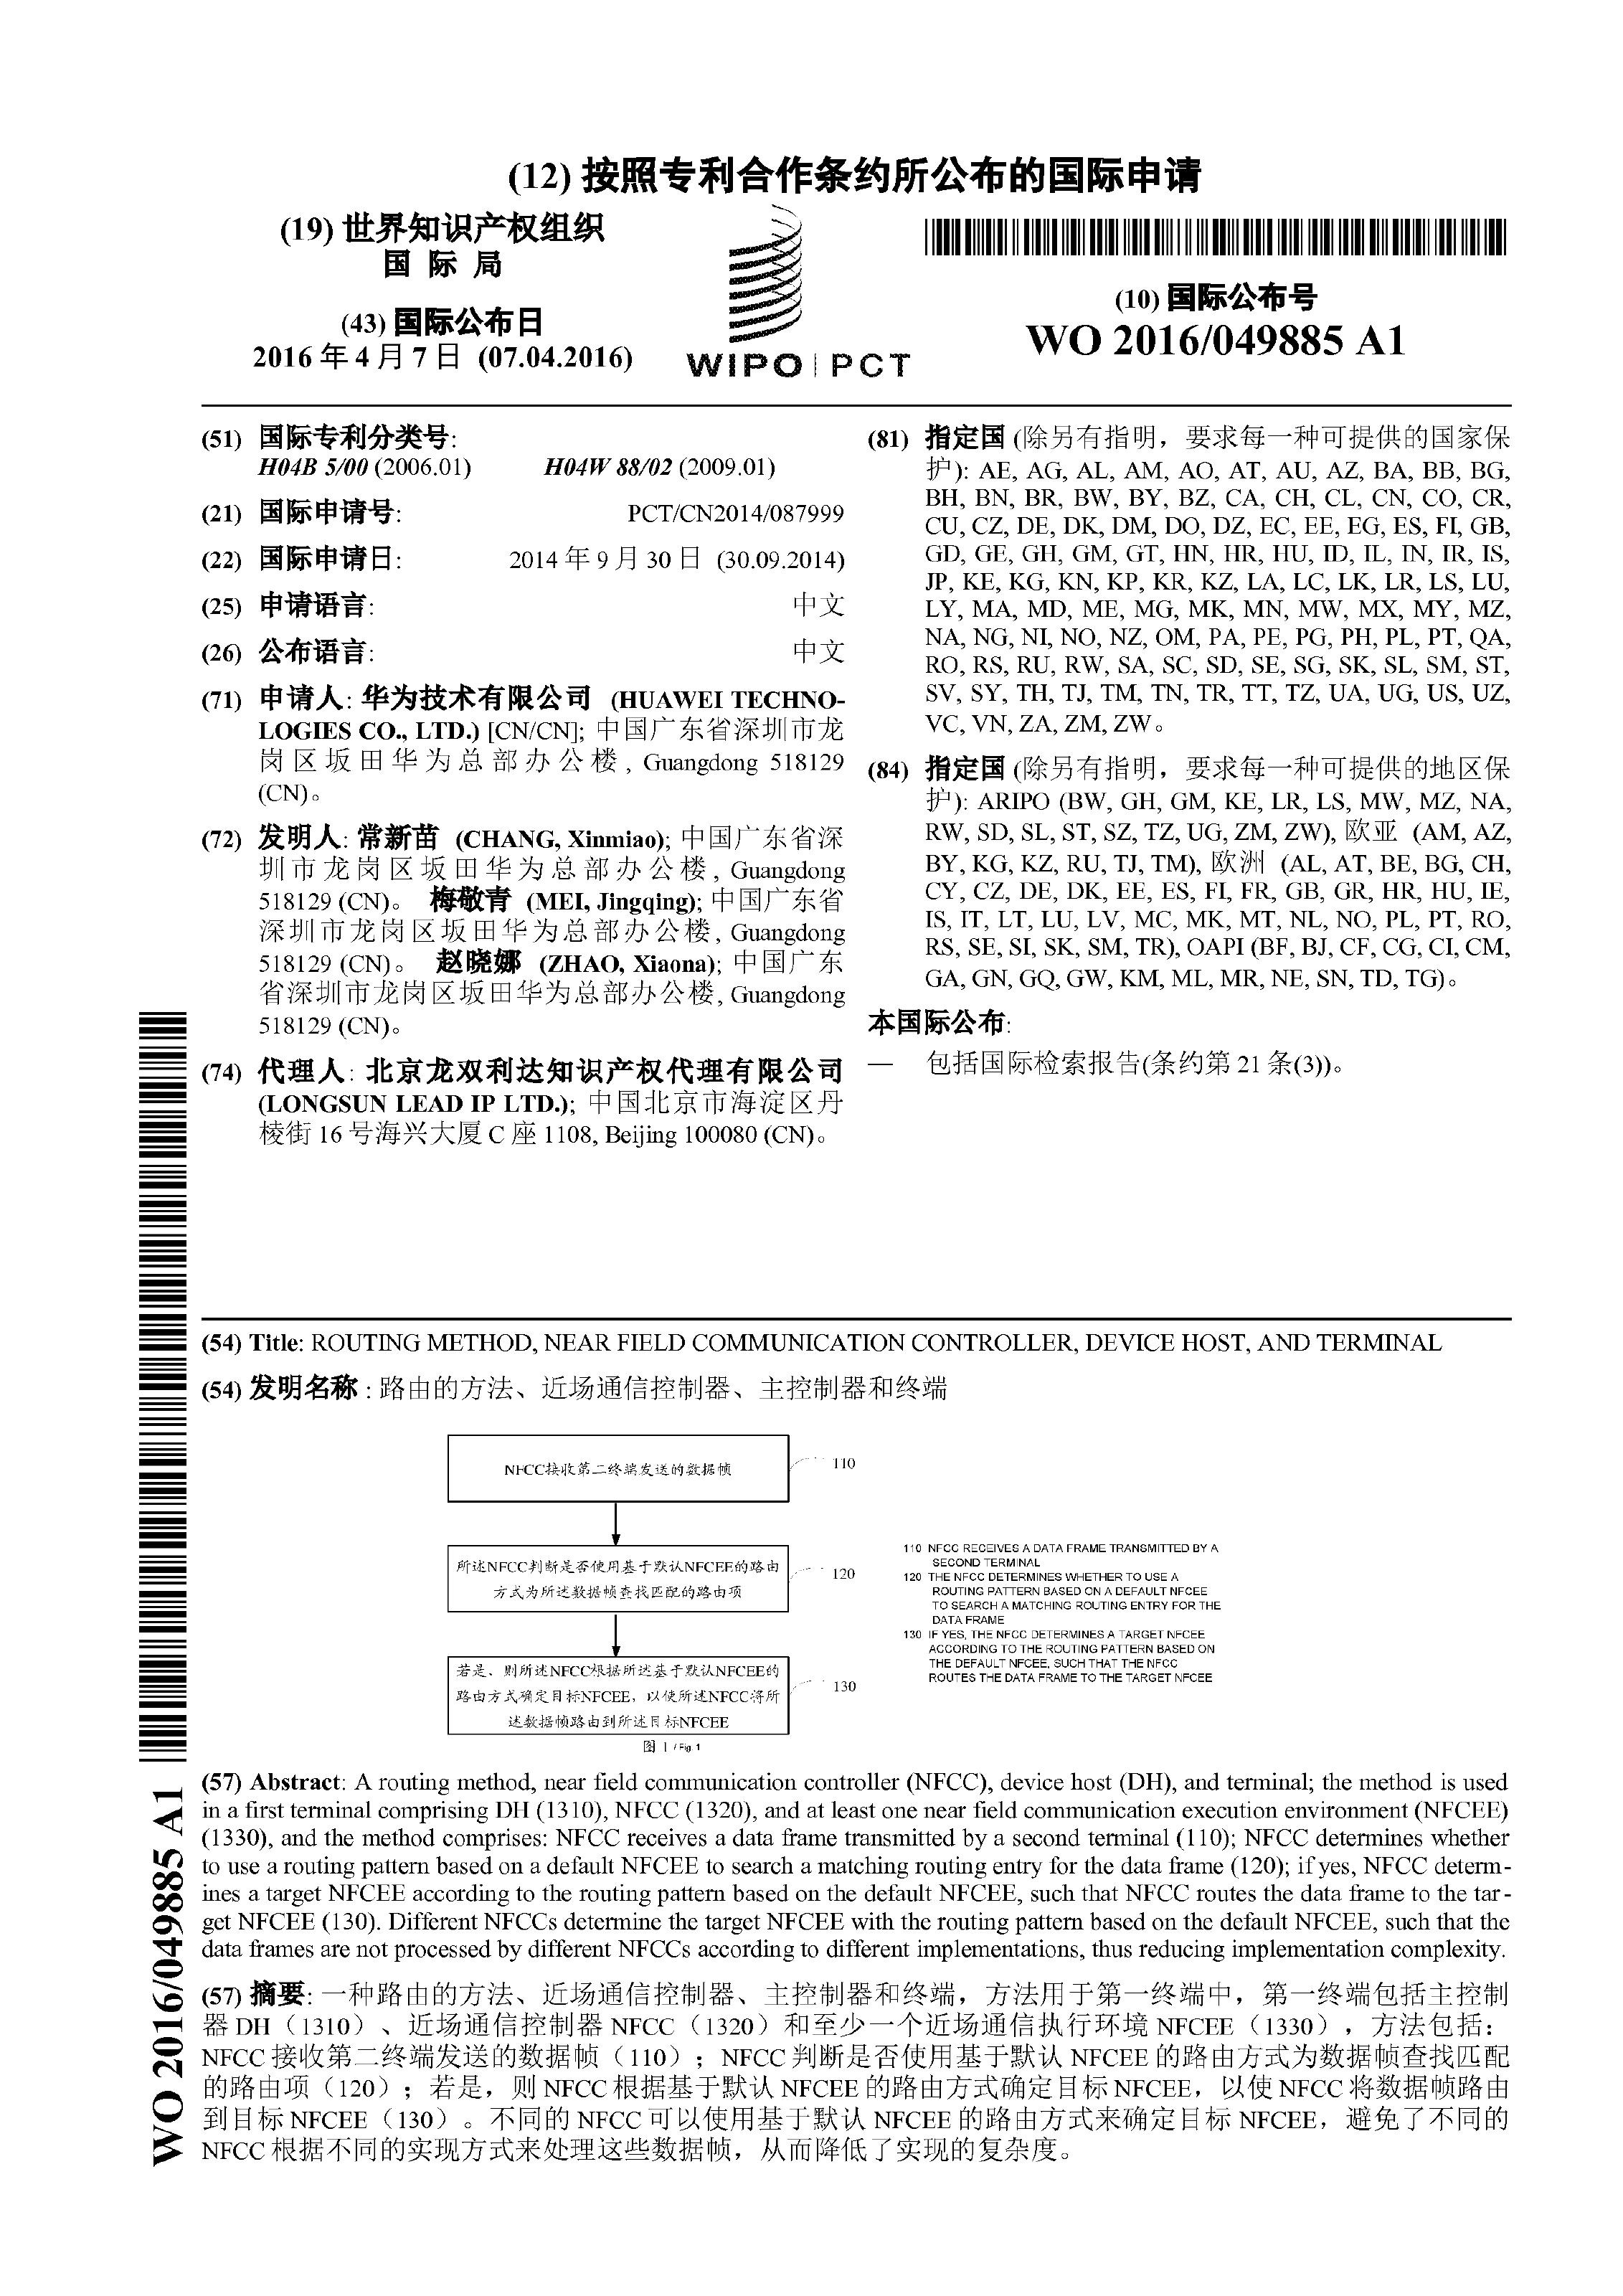 (12) 按照专利合作条约所公布的国际申请
(19) 世界知识产权组织
国 际 局
(43) 国际公布日
2016 年 4 月 7 日 (07.04.2016)
WIPO | PCT
(10) 国际公布号
WO 2016/049885 A1
(51) 国际专利分类号:
H04B 5/00 (2006.01) H04W 88/02 (2009.01)
(21) 国际申请号: PCT/CN2014/087999
(22) 国际申请日: 2014 年 9 月 30 日 (30.09.2014)
(25) 申请语言: 中文
(26) 公布语言: 中文
(71) 申请人: 华为技术有限公司 (HUAWEI TECHNO-
LOGIES CO., LTD.) [CN/CN]; 中国广东省深圳市龙
岗区坂田华为总部办公楼, Guangdong 518129
(CN)。
(72) 发明人: 常新苗 (CHANG, Xinmiao); 中国广东省深
圳市龙岗区坂田华为总部办公楼, Guangdong
518129 (CN)。 梅敬青 (MEI, Jingqing); 中国广东省
深圳市龙岗区坂田华为总部办公楼, Guangdong
518129 (CN)。 赵晓娜 (ZHAO, Xiaona); 中国广东
省深圳市龙岗区坂田华为总部办公楼, Guangdong
518129 (CN)。
(74) 代理人: 北京龙双利达知识产权代理有限公司
(LONGSUN LEAD IP LTD.); 中国北京市海淀区丹
棱街 16 号海兴大厦 C 座 1108, Beijing 100080 (CN)。
(81) 指定国 (除另有指明，要求每一种可提供的国家保
护): AE, AG, AL, AM, AO, AT, AU, AZ, BA, BB, BG,
BH, BN, BR, BW, BY, BZ, CA, CH, CL, CN, CO, CR,
CU, CZ, DE, DK, DM, DO, DZ, EC, EE, EG, ES, FI, GB,
GD, GE, GH, GM, GT, HN, HR, HU, ID, IL, IN, IR, IS,
JP, KE, KG, KN, KP, KR, KZ, LA, LC, LK, LR, LS, LU,
LY, MA, MD, ME, MG, MK, MN, MW, MX, MY, MZ,
NA, NG, NI, NO, NZ, OM, PA, PE, PG, PH, PL, PT, QA,
RO, RS, RU, RW, SA, SC, SD, SE, SG, SK, SL, SM, ST,
SV, SY, TH, TJ, TM, TN, TR, TT, TZ, UA, UG, US, UZ,
VC, VN, ZA, ZM, ZW。
(84) 指定国 (除另有指明，要求每一种可提供的地区保
护): ARIPO (BW, GH, GM, KE, LR, LS, MW, MZ, NA,
RW, SD, SL, ST, SZ, TZ, UG, ZM, ZW), 欧亚 (AM, AZ,
BY, KG, KZ, RU, TJ, TM), 欧洲 (AL, AT, BE, BG, CH,
CY, CZ, DE, DK, EE, ES, FI, FR, GB, GR, HR, HU, IE,
IS, IT, LT, LU, LV, MC, MK, MT, NL, NO, PL, PT, RO,
RS, SE, SI, SK, SM, TR), OAPI (BF, BJ, CF, CG, CI, CM,
GA, GN, GQ, GW, KM, ML, MR, NE, SN, TD, TG)。
本国际公布:
— 包括国际检索报告(条约第 21 条(3))。
(54) Title: ROUTING METHOD, NEAR FIELD COMMUNICATION CONTROLLER, DEVICE HOST, AND TERMINAL
(54) 发明名称 : 路由的方法、近场通信控制器、主控制器和终端
NFCC接收第二终端发送的数据帧
110
所述NFCC判断是否使用基于默认NFCEE的路由
方式为所述数据帧查找匹配的路由项
120
若是、则所述NFCC根据所述基于默认NFCEE的
路由方式确定目标NFCEE，以使所述NFCC将所
述数据帧路由到所述目标NFCEE
130
图 1 / Fig. 1
110 NFCC RECEIVES A DATA FRAME TRANSMITTED BY A
SECOND TERMINAL
120 THE NFCC DETERMINES WHETHER TO USE A
ROUTING PATTERN BASED ON A DEFAULT NFCEE
TO SEARCH A MATCHING ROUTING ENTRY FOR THE
DATA FRAME
130 IF YES, THE NFCC DETERMINES A TARGET NFCEE
ACCORDING TO THE ROUTING PATTERN BASED ON
THE DEFAULT NFCEE, SUCH THAT THE NFCC
ROUTES THE DATA FRAME TO THE TARGET NFCEE
(57) Abstract: A routing method, near field communication controller (NFCC), device host (DH), and terminal; the method is used
in a first terminal comprising DH (1310), NFCC (1320), and at least one near field communication execution environment (NFCEE)
(1330), and the method comprises: NFCC receives a data frame transmitted by a second terminal (110); NFCC determines whether
to use a routing pattern based on a default NFCEE to search a matching routing entry for the data frame (120); if yes, NFCC determ-
ines a target NFCEE according to the routing pattern based on the default NFCEE, such that NFCC routes the data frame to the tar-
get NFCEE (130). Different NFCCs determine the target NFCEE with the routing pattern based on the default NFCEE, such that the
data frames are not processed by different NFCCs according to different implementations, thus reducing implementation complexity.
(57) 摘要: 一种路由的方法、近场通信控制器、主控制器和终端，方法用于第一终端中，第一终端包括主控制
器 DH（1310）、近场通信控制器 NFCC（1320）和至少一个近场通信执行环境 NFCEE（1330），方法包括：
NFCC 接收第二终端发送的数据帧（110）；NFCC 判断是否使用基于默认 NFCEE 的路由方式为数据帧查找匹配
的路由项（120）；若是，则 NFCC 根据基于默认 NFCEE 的路由方式确定目标 NFCEE，以使 NFCC 将数据帧路由
到目标 NFCEE（130）。不同的 NFCC 可以使用基于默认 NFCEE 的路由方式来确定目标 NFCEE，避免了不同的
NFCC 根据不同的实现方式来处理这些数据帧，从而降低了实现的复杂度。
WO 2016/049885 A1